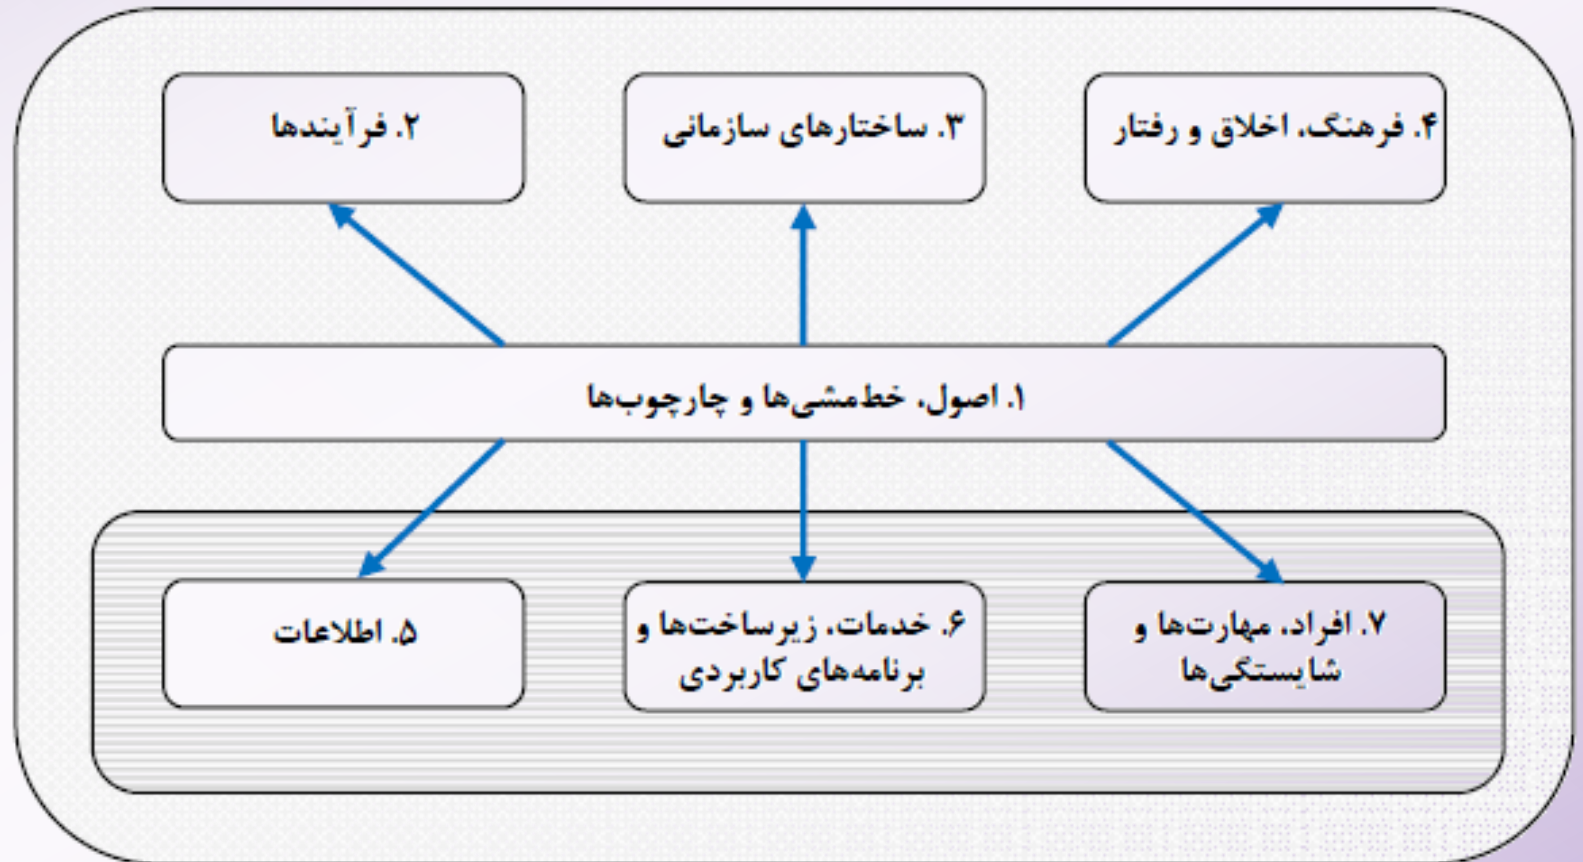 ۲. فرآیندها
۳. ساختارهای سازمانی
۴. فرهنگ، اخلاق و رفتار
۱. اصول، خط‌مشی‌ها و چارچوب‌ها
۵. اطلاعات
۶. خدمات، زیرساخت‌ها و
برنامه‌های کاربردی
۷. افراد، مهارت‌ها و
شایستگی‌ها